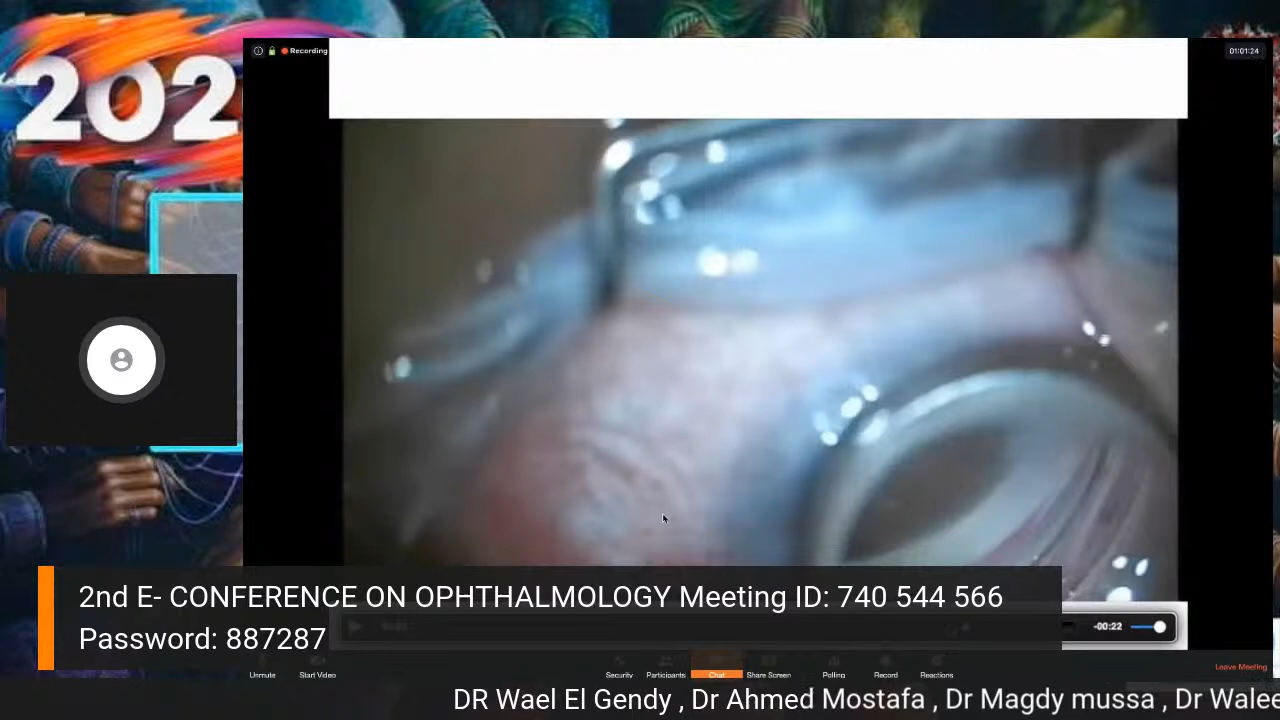 202
Recording
01:01:24
2nd E- CONFERENCE ON OPHTHALMOLOGY Meeting ID: 740 544 566
Password: 887287
-00:22
Unmute Start Video Security Participants Chat Share Screen Polling Record Reactions Leave Meeting
DR Wael El Gendy , Dr Ahmed Mostafa , Dr Magdy mussa , Dr Walee